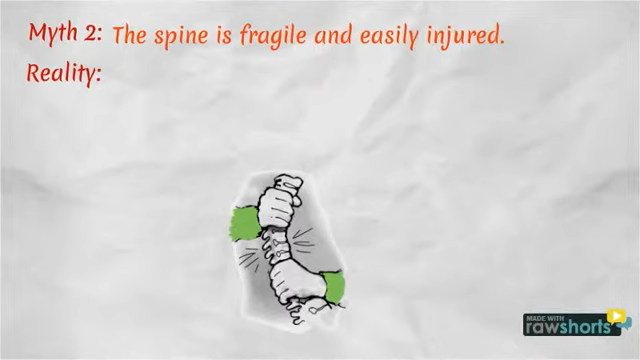 Myth 2: The spine is fragile and easily injured.
Reality:
MADE WITH
rawshorts